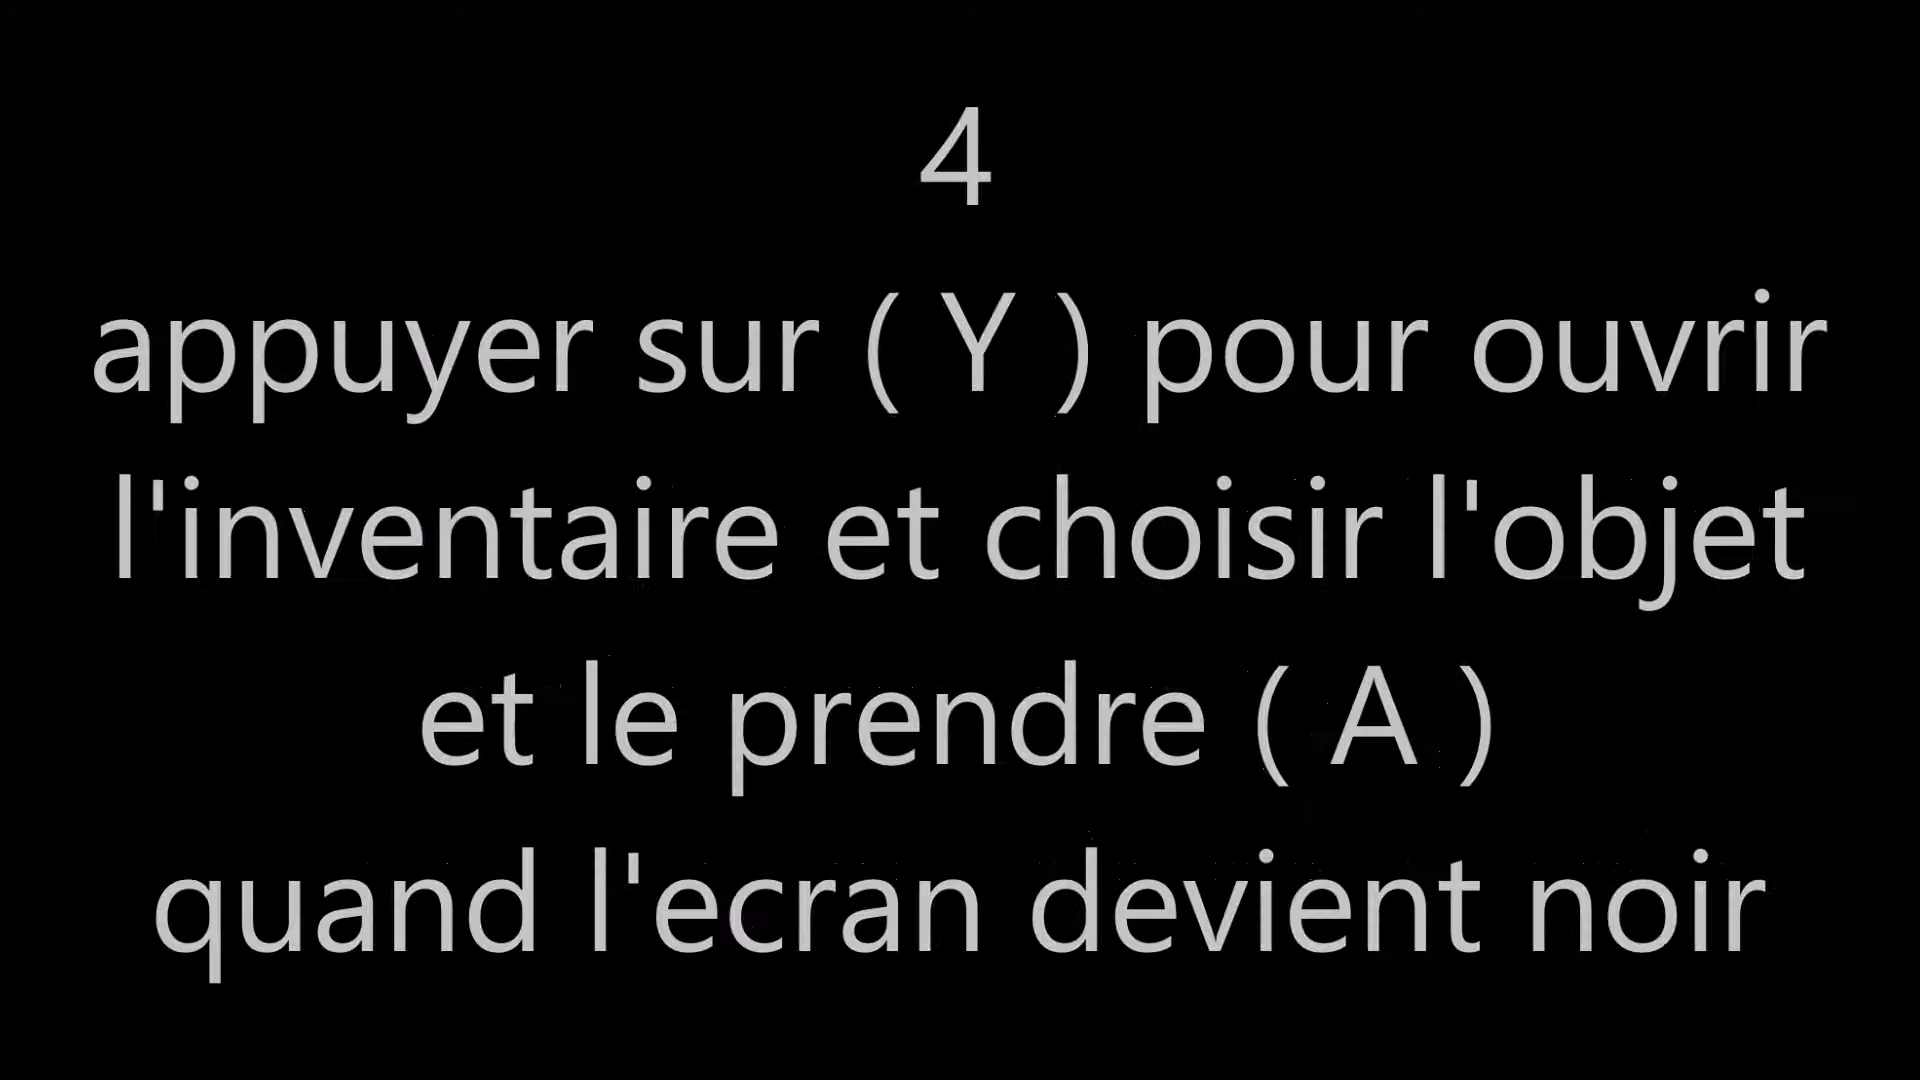 4
appuyer sur ( Y ) pour ouvrir
l'inventaire et choisir l'objet
et le prendre ( A )
quand l'ecran devient noir